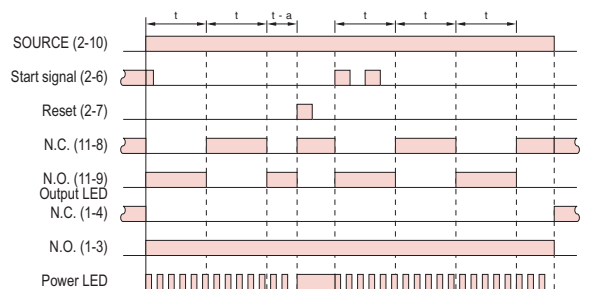 t t t - a t t t
SOURCE (2-10)
Start signal (2-6)
Reset (2-7)
N.C. (11-8)
N.O. (11-9)
Output LED
N.C. (1-4)
N.O. (1-3)
Power LED